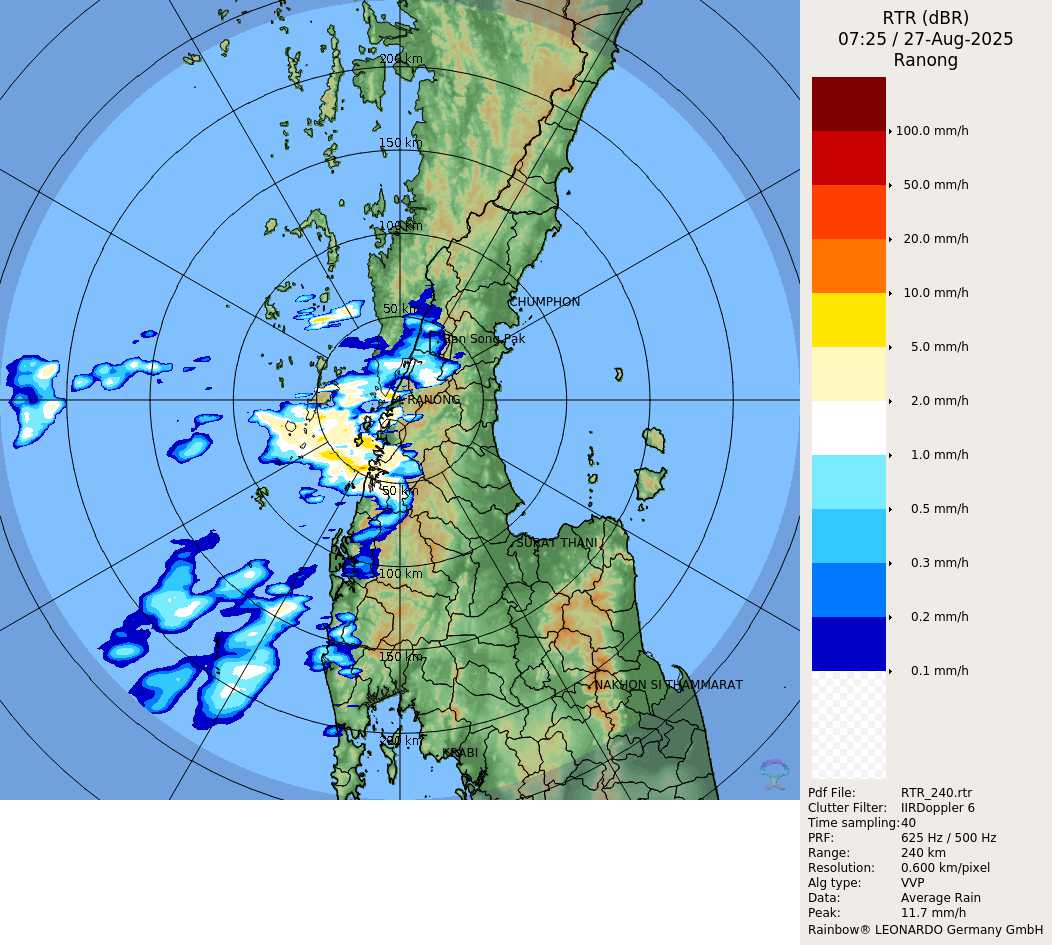 200 km
150 km
100 km
50 km
CHUMPHON
Ban Song Pak
RANONG
50 km
SURAT THANI
100 km
150 km
NAKHON SI THAMMARAT
200 km
KRABI
RTR (dBR)
07:25 / 27-Aug-2025
Ranong
100.0 mm/h
50.0 mm/h
20.0 mm/h
10.0 mm/h
5.0 mm/h
2.0 mm/h
1.0 mm/h
0.5 mm/h
0.3 mm/h
0.2 mm/h
0.1 mm/h
Pdf File: RTR_240.rtr
Clutter Filter: IIRDoppler 6
Time sampling:40
PRF: 625 Hz / 500 Hz
Range: 240 km
Resolution: 0.600 km/pixel
Alg type: VVP
Data: Average Rain
Peak: 11.7 mm/h
Rainbow® LEONARDO Germany GmbH